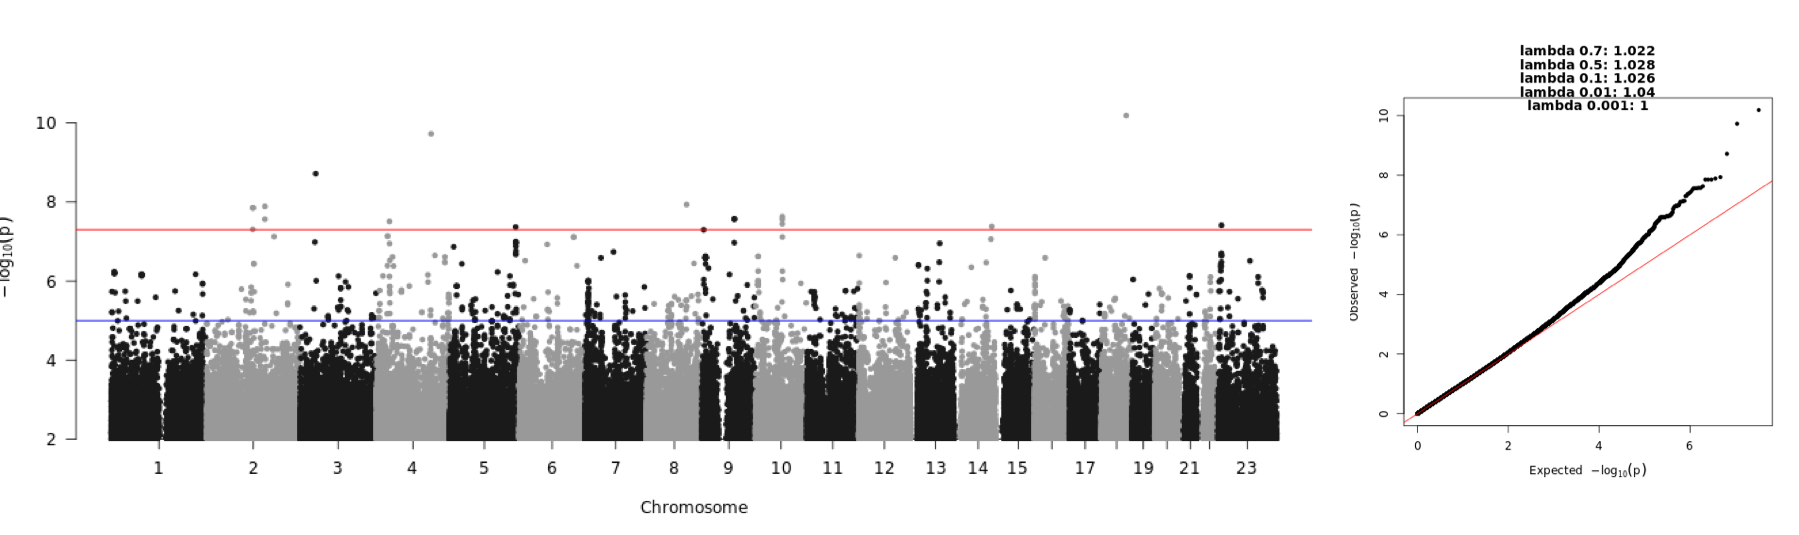 10
8
6
4
2
−log10(p)
1 2 3 4 5 6 7 8 9 10 11 12 13 14 15 17 19 21 23
Chromosome
lambda 0.7: 1.022
lambda 0.5: 1.028
lambda 0.1: 1.026
lambda 0.01: 1.04
lambda 0.001: 1
10
8
6
4
2
0
Observed −log10(p)
0 2 4 6
Expected −log10(p)